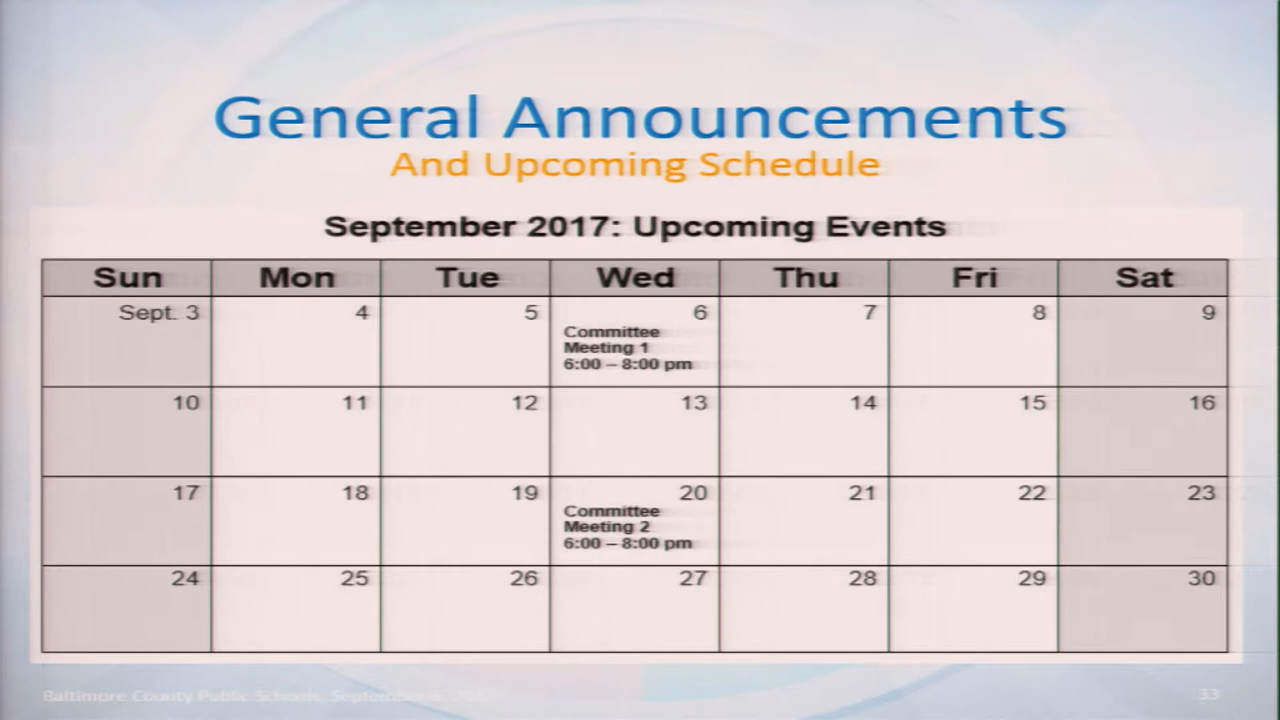 General Announcements
And Upcoming Schedule
September 2017: Upcoming Events
Sun Mon Tue Wed Thu Fri Sat
Sept. 3 4 5 6 7 8 9
Committee
Meeting 1
6:00 – 8:00 pm
10 11 12 13 14 15 16
17 18 19 20 21 22 23
Committee
Meeting 2
6:00 – 8:00 pm
24 25 26 27 28 29 30
Baltimore County Public Schools, September
33